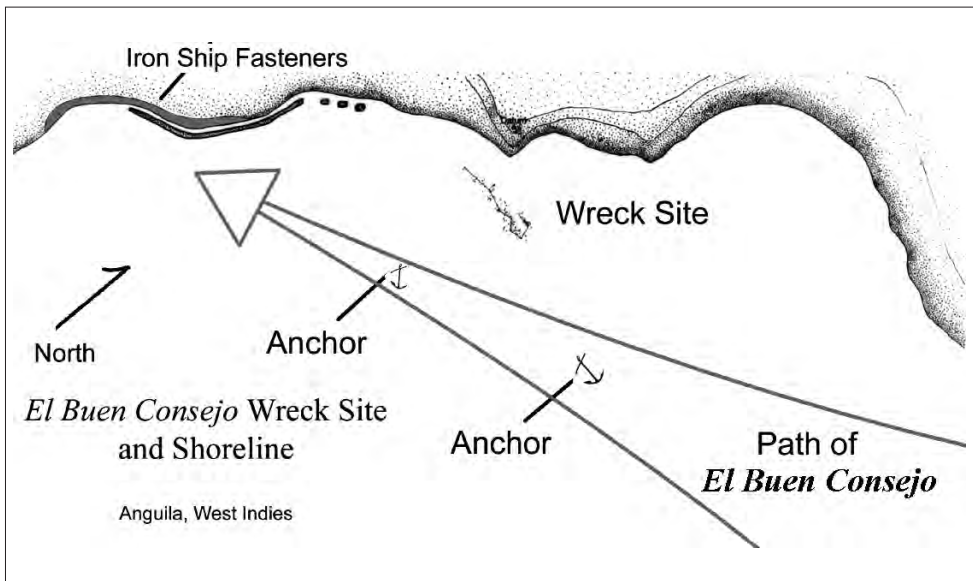 Iron Ship Fasteners
Wreck Site
Anchor
North
El Buen Consejo Wreck Site
and Shoreline
Anchor
Path of
El Buen Consejo
Anguila, West Indies